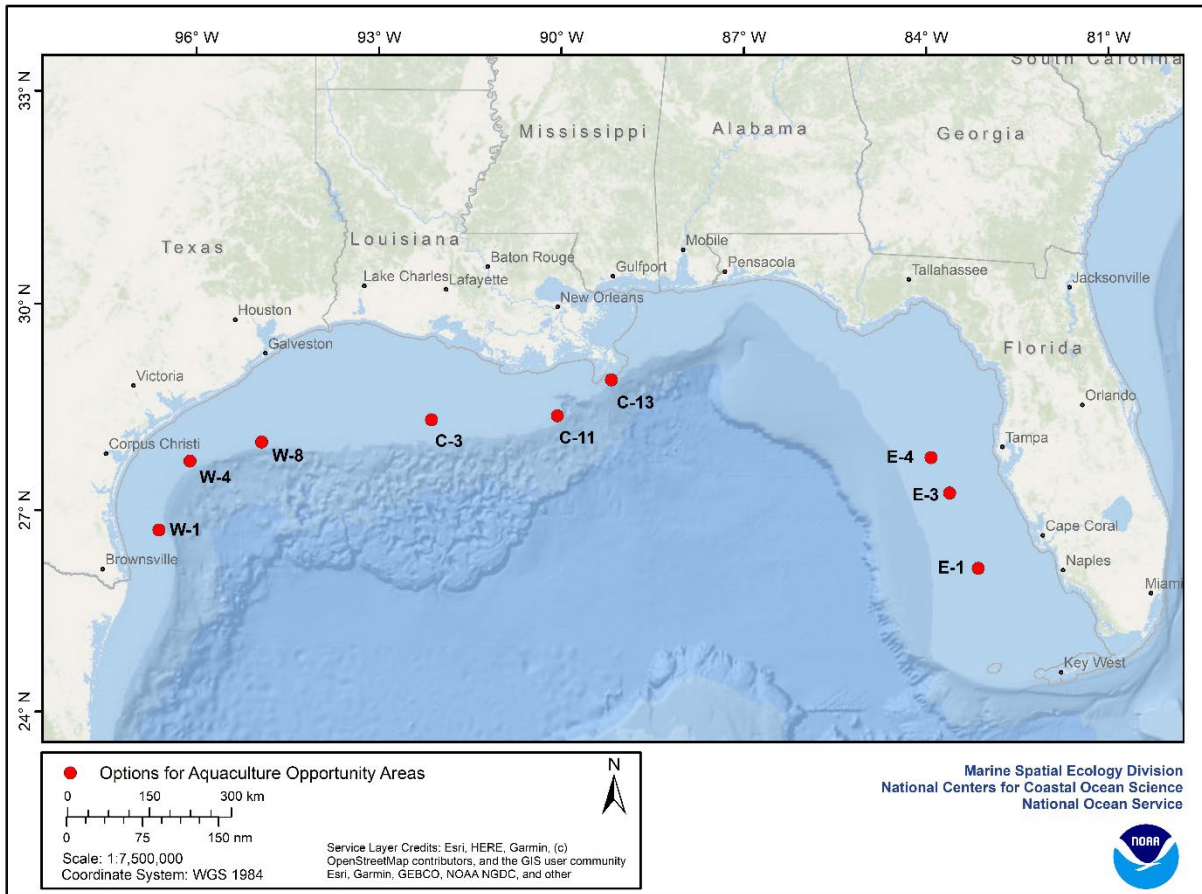 96° W
93° W
90° W
87° W
84° W
81° W
33° N
30° N
27° N
24° N
South Carolina
Mississippi
Alabama
Georgia
Texas
Louisiana
Mobile
Baton Rouge
Pensacola
Gulfport
Tallahassee
Lake Charles
Lafayette
Jacksonville
New Orleans
Houston
Galveston
Florida
Victoria
Orlando
C-13
C-3
C-11
Corpus Christi
W-8
Tampa
W-4
E-4
E-3
W-1
Cape Coral
Brownsville
E-1
Naples
Miami
Key West
Options for Aquaculture Opportunity Areas
0 150 300 km
0 75 150 nm
Scale: 1:7,500,000
Coordinate System: WGS 1984
N
Service Layer Credits: Esri, HERE, Garmin, (c)
OpenStreetMap contributors, and the GIS user community
Esri, Garmin, GEBCO, NOAA NGDC, and other
Marine Spatial Ecology Division
National Centers for Coastal Ocean Science
National Ocean Service
NOAA